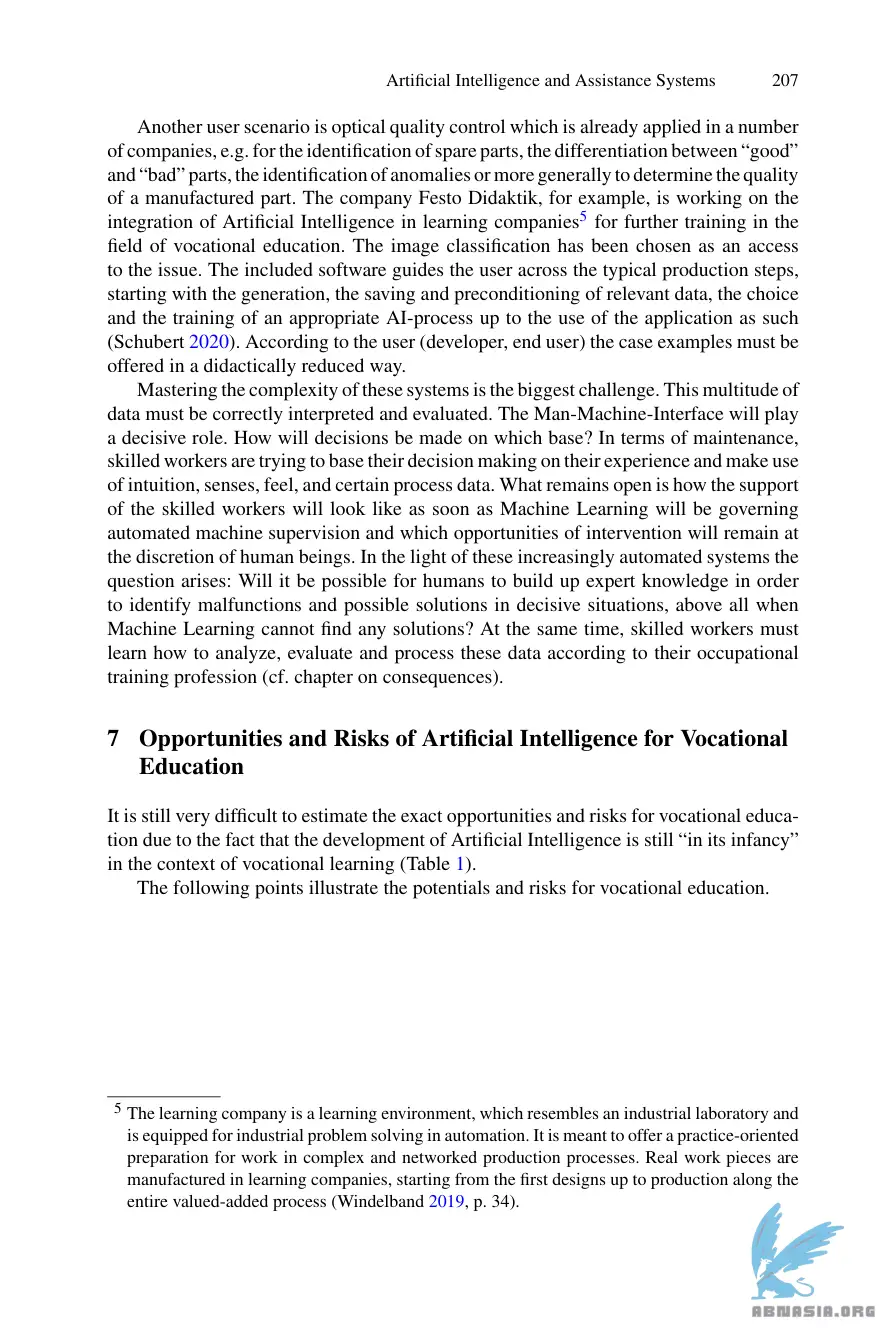 Artificial Intelligence and Assistance Systems 207
Another user scenario is optical quality control which is already applied in a number
of companies, e.g. for the identification of spare parts, the differentiation between “good”
and “bad” parts, the identification of anomalies or more generally to determine the quality
of a manufactured part. The company Festo Didaktik, for example, is working on the
integration of Artificial Intelligence in learning companies5 for further training in the
field of vocational education. The image classification has been chosen as an access
to the issue. The included software guides the user across the typical production steps,
starting with the generation, the saving and preconditioning of relevant data, the choice
and the training of an appropriate AI-process up to the use of the application as such
(Schubert 2020). According to the user (developer, end user) the case examples must be
offered in a didactically reduced way.
Mastering the complexity of these systems is the biggest challenge. This multitude of
data must be correctly interpreted and evaluated. The Man-Machine-Interface will play
a decisive role. How will decisions be made on which base? In terms of maintenance,
skilled workers are trying to base their decision making on their experience and make use
of intuition, senses, feel, and certain process data. What remains open is how the support
of the skilled workers will look like as soon as Machine Learning will be governing
automated machine supervision and which opportunities of intervention will remain at
the discretion of human beings. In the light of these increasingly automated systems the
question arises: Will it be possible for humans to build up expert knowledge in order
to identify malfunctions and possible solutions in decisive situations, above all when
Machine Learning cannot find any solutions? At the same time, skilled workers must
learn how to analyze, evaluate and process these data according to their occupational
training profession (cf. chapter on consequences).
7 Opportunities and Risks of Artificial Intelligence for Vocational
Education
It is still very difficult to estimate the exact opportunities and risks for vocational educa-
tion due to the fact that the development of Artificial Intelligence is still “in its infancy”
in the context of vocational learning (Table 1).
The following points illustrate the potentials and risks for vocational education.
5 The learning company is a learning environment, which resembles an industrial laboratory and
is equipped for industrial problem solving in automation. It is meant to offer a practice-oriented
preparation for work in complex and networked production processes. Real work pieces are
manufactured in learning companies, starting from the first designs up to production along the
entire valued-added process (Windelband 2019, p. 34).
ABNASIA.ORG